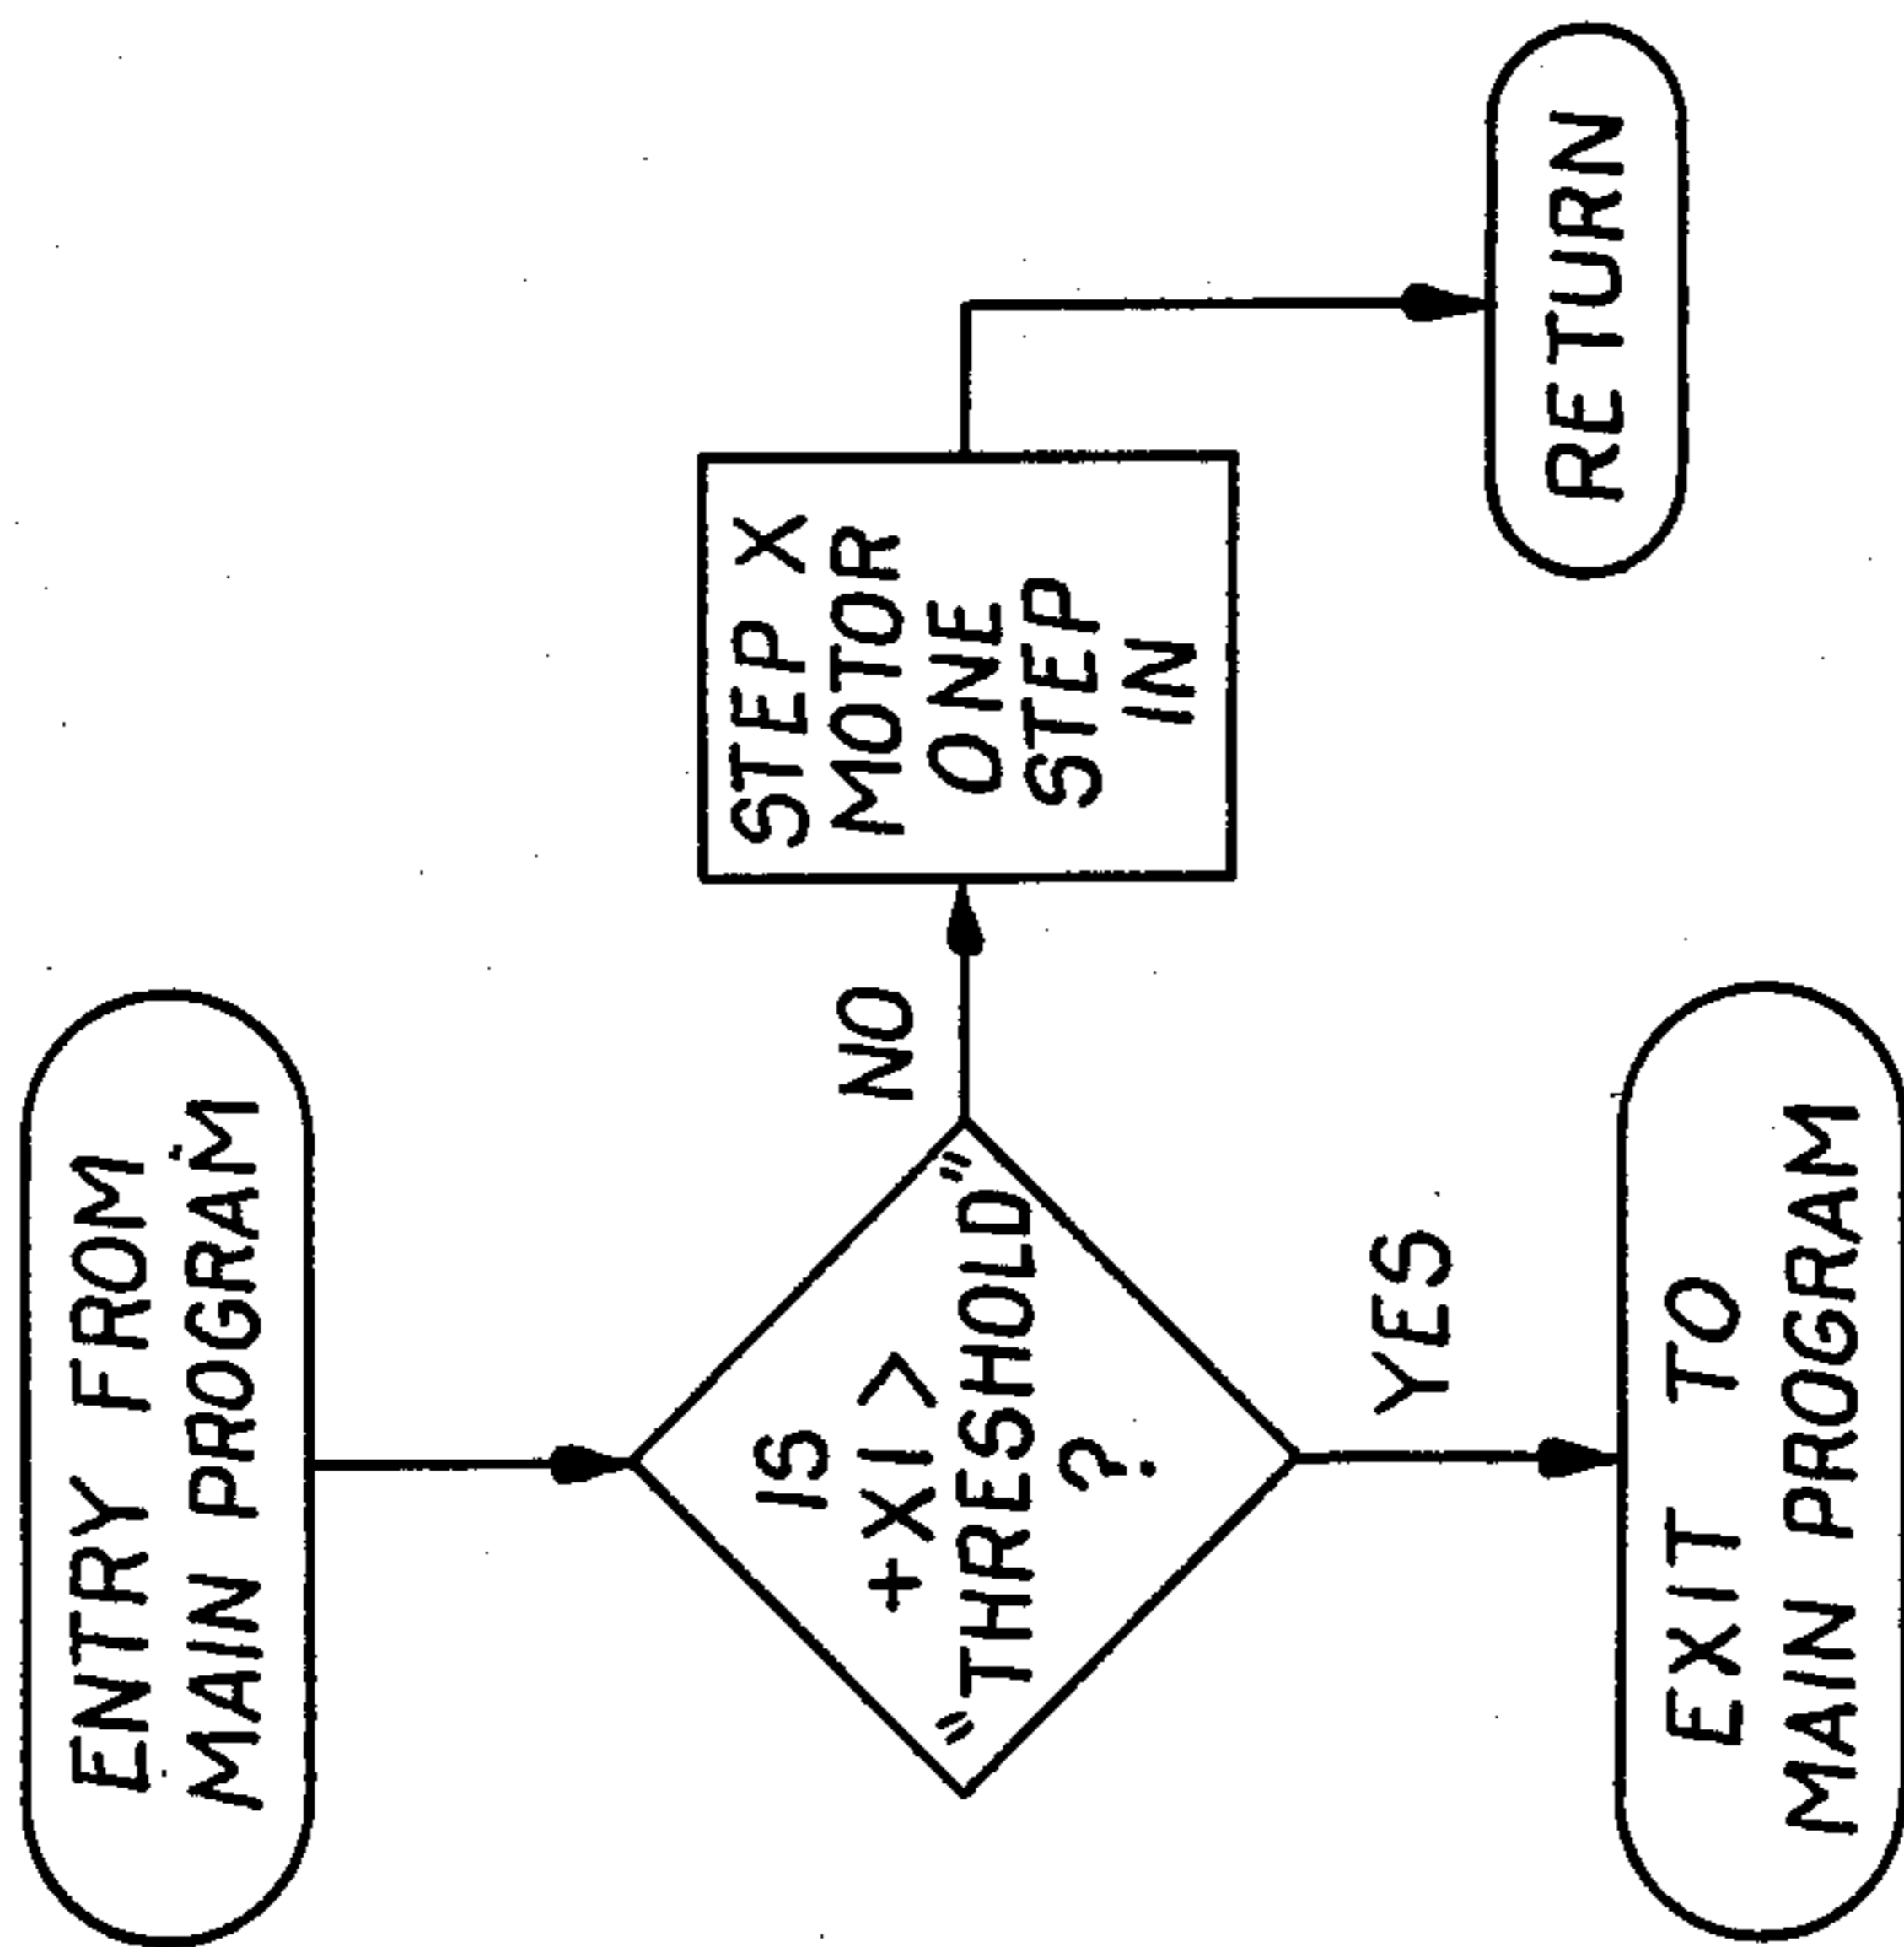 ENTRY FROM
MAIN PROGRAM
IS
+XI >
"THRESHOLD"
?
NO
STEP X
MOTOR
ONE
STEP
IN
YES
RETURN
EXIT TO
MAIN PROGRAM